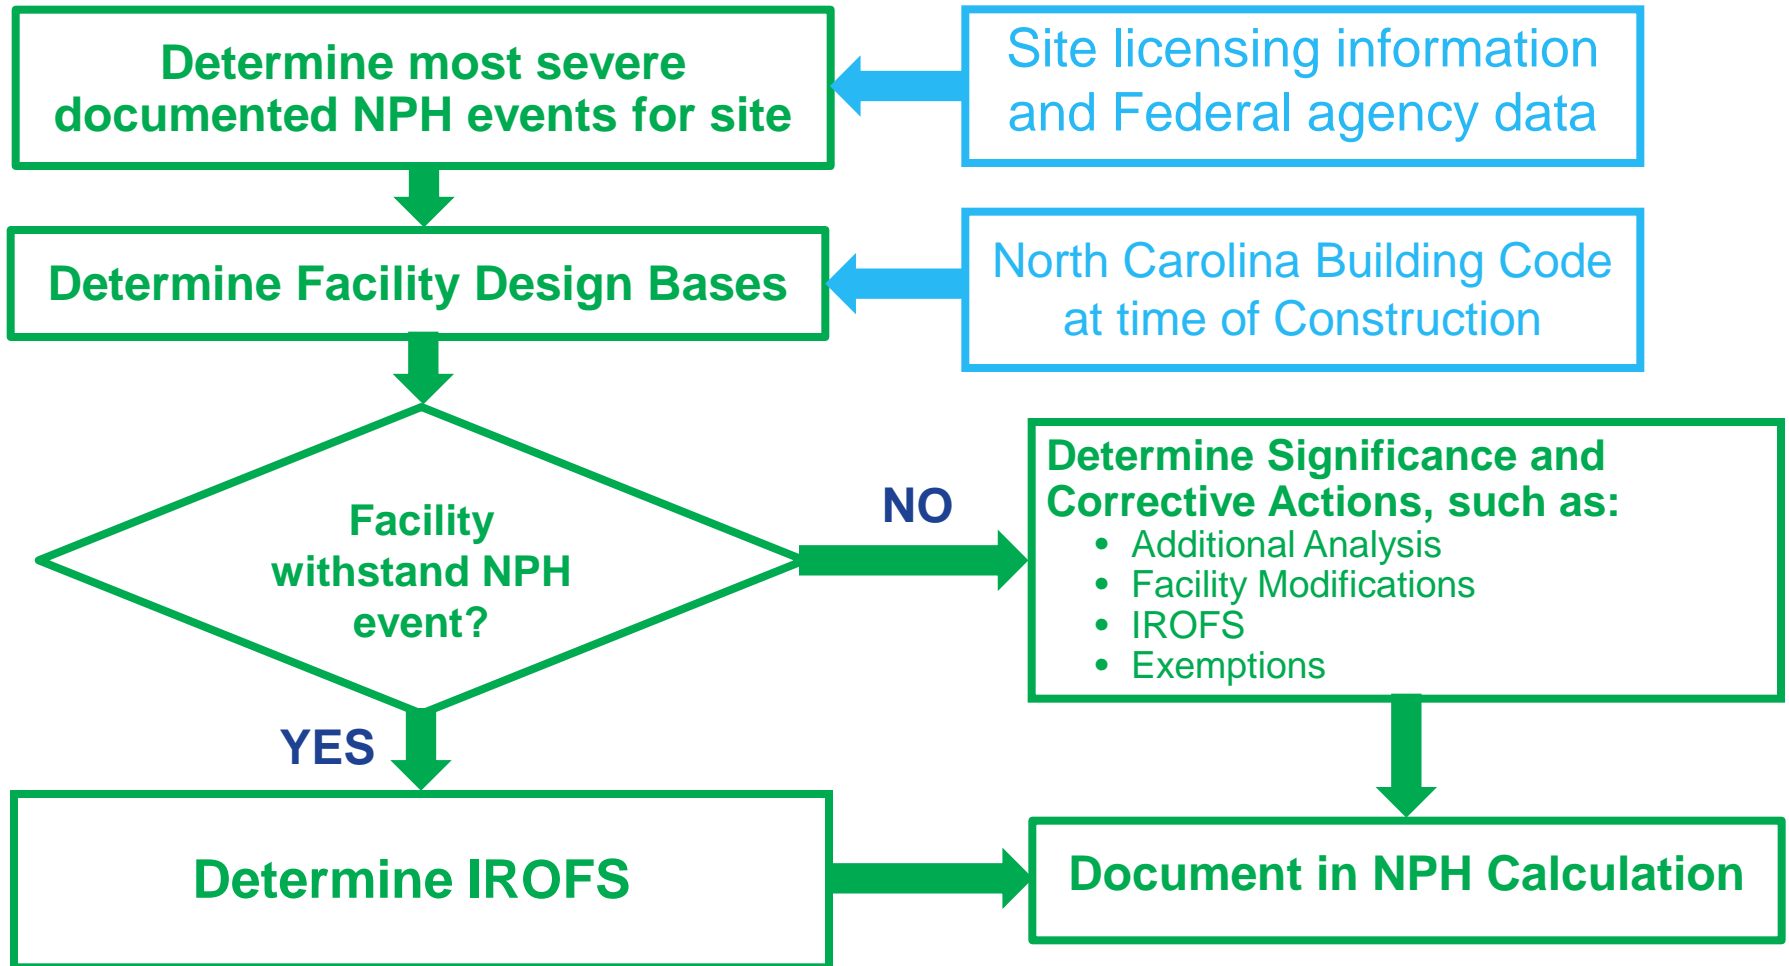 Determine most severe
documented NPH events for site
Site licensing information
and Federal agency data
Determine Facility Design Bases
North Carolina Building Code
at time of Construction
Facility
withstand NPH
event?
NO
Determine Significance and
Corrective Actions, such as:
• Additional Analysis
• Facility Modifications
• IROFS
• Exemptions
YES
Determine IROFS
Document in NPH Calculation